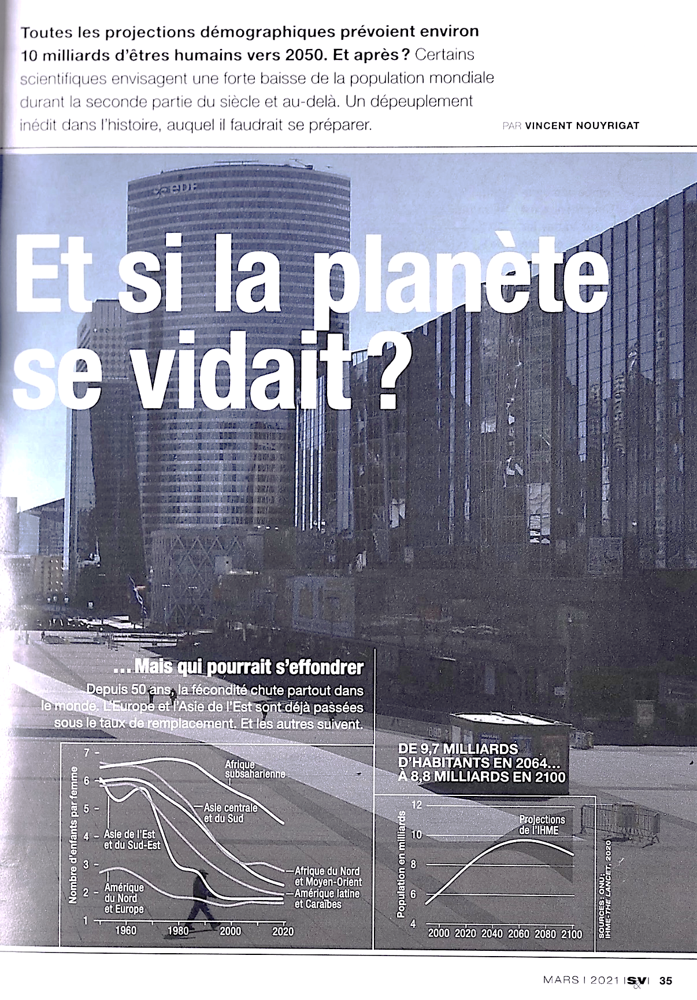 Toutes les projections démographiques prévoient environ
10 milliards d'êtres humains vers 2050. Et après ? Certains
scientifiques envisagent une forte baisse de la population mondiale
durant la seconde partie du siècle et au-delà. Un dépeuplement
inédit dans l'histoire, auquel il faudrait se préparer.
PAR VINCENT NOUYRIGAT
EDF
Et si la planète
se vidait ?
...Mais qui pourrait s'effondrer
Depuis 50 ans, la fécondité chute partout dans
le monde. L'Europe et l'Asie de l'Est sont déjà passées
sous le taux de remplacement. Et les autres suivent.
Nombre d'enfants par femme
7
6
5
4
3
2
1
1960 1980 2000 2020
Afrique
subsaharienne
Asie centrale
et du Sud
Asie de l'Est
et du Sud-Est
Amérique
du Nord
et Europe
Afrique du Nord
et Moyen-Orient
Amérique latine
et Caraïbes
DE 9,7 MILLIARDS
D'HABITANTS EN 2064...
À 8,8 MILLIARDS EN 2100
Population en milliards
12
10
8
6
4
2000 2020 2040 2060 2080 2100
Projections
de l'IHME
SOURCES : ONU ;
IHME-THE LANCET, 2020
MARS I 2021 I S&V I 35